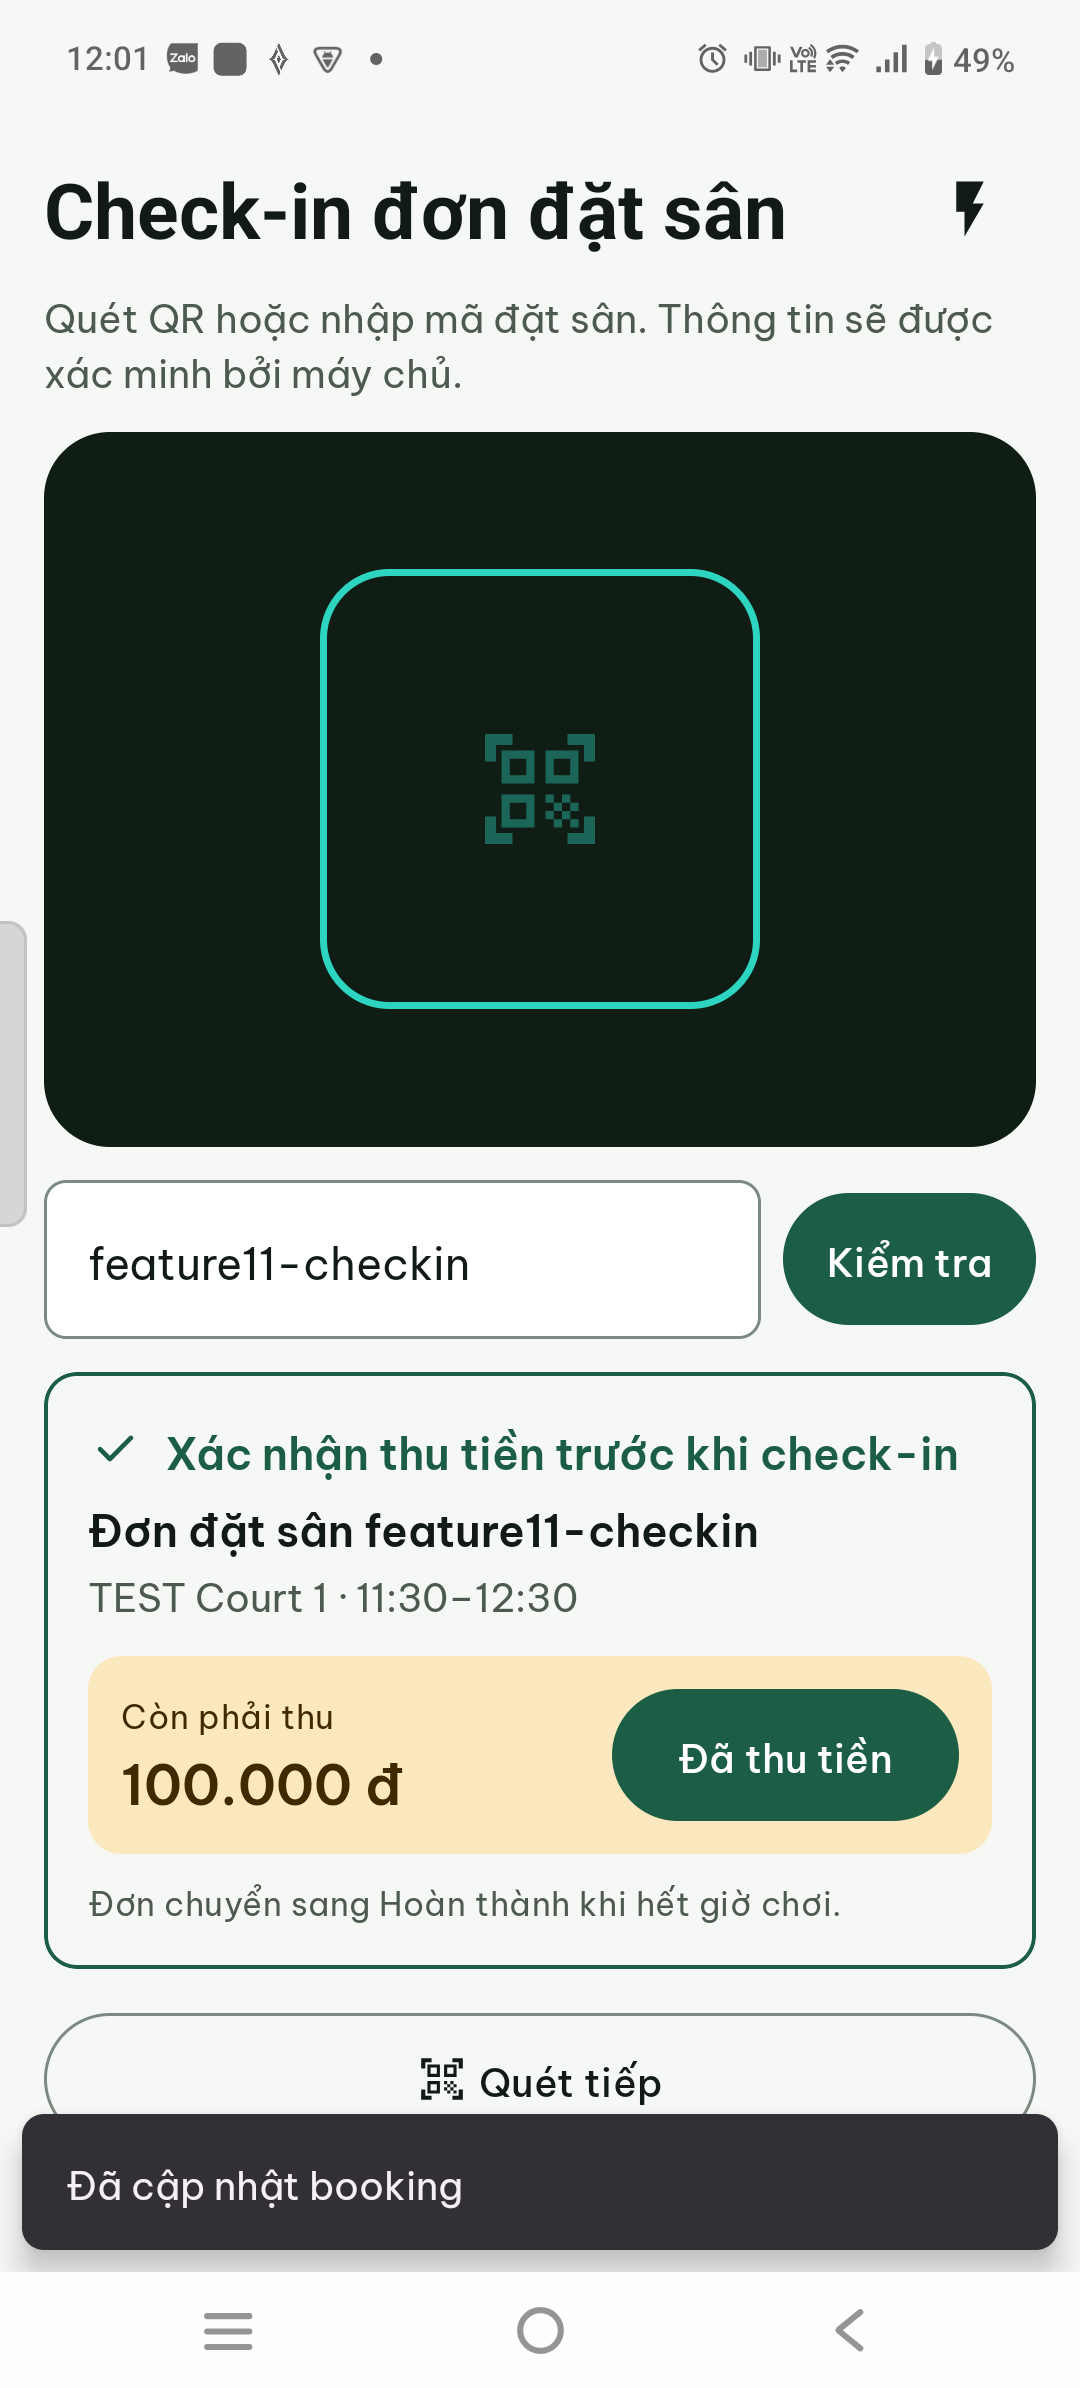 12:01
Zalo
Vo)) LTE
49%
Check-in đơn đặt sân
Quét QR hoặc nhập mã đặt sân. Thông tin sẽ được
xác minh bởi máy chủ.
feature11-checkin
Kiểm tra
Xác nhận thu tiền trước khi check-in
Đơn đặt sân feature11-checkin
TEST Court 1 · 11:30–12:30
Còn phải thu
100.000 đ
Đã thu tiền
Đơn chuyển sang Hoàn thành khi hết giờ chơi.
Quét tiếp
Đã cập nhật booking